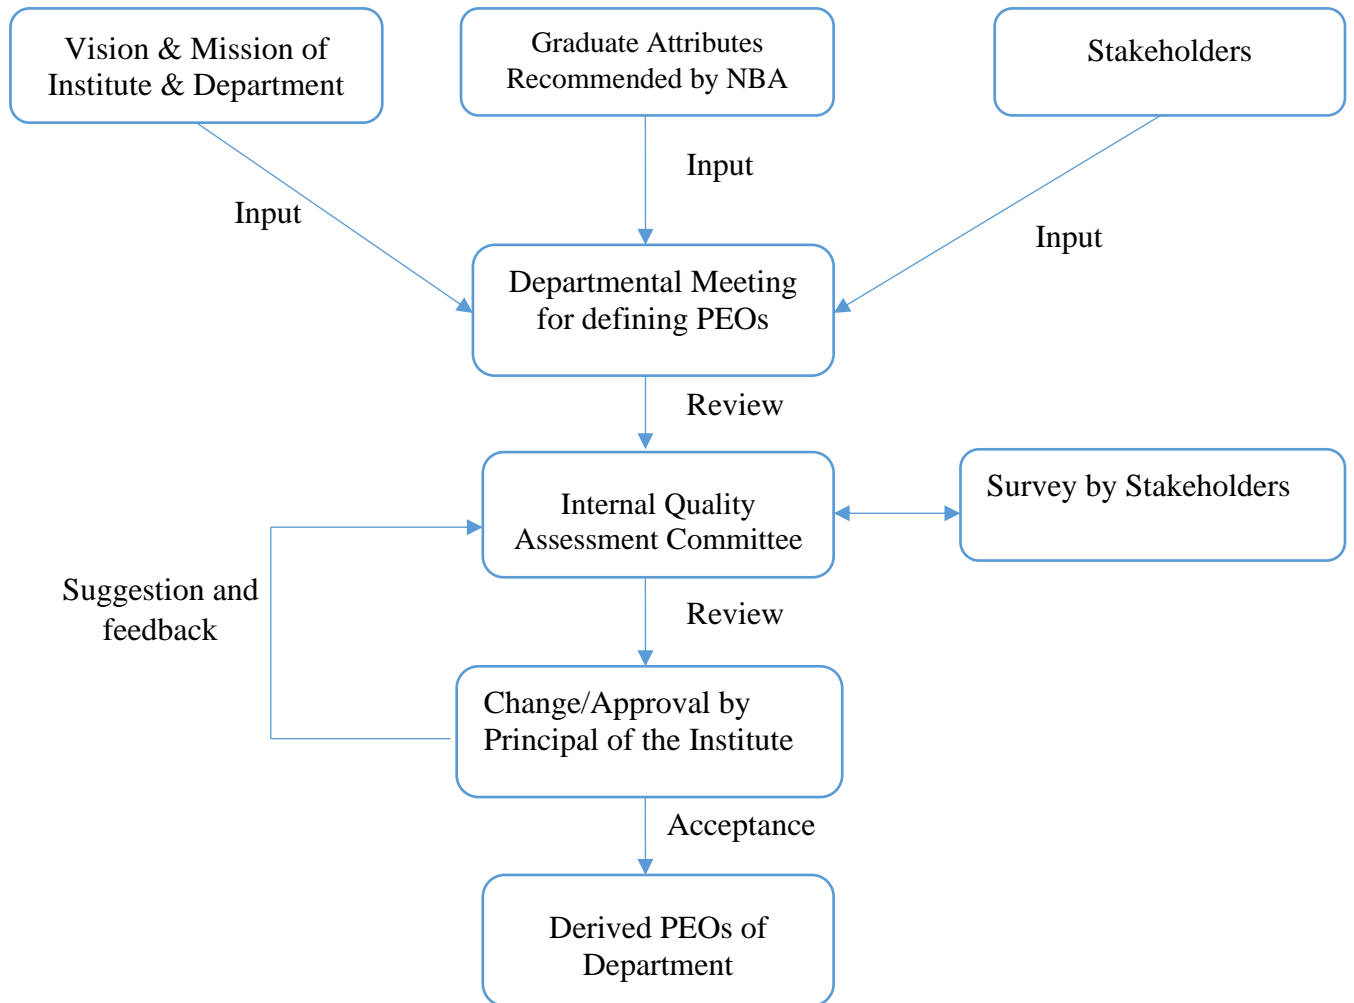 Vision & Mission of
Institute & Department
Graduate Attributes
Recommended by NBA
Stakeholders
Input
Input
Input
Departmental Meeting
for defining PEOs
Review
Internal Quality
Assessment Committee
Survey by Stakeholders
Suggestion and
feedback
Review
Change/Approval by
Principal of the Institute
Acceptance
Derived PEOs of
Department